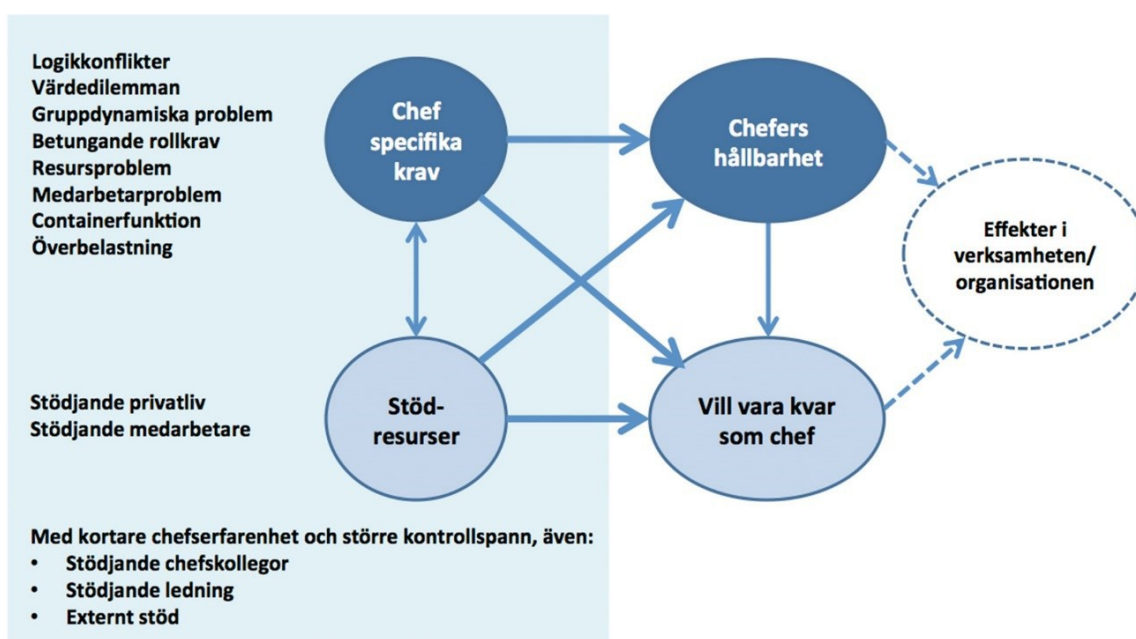 Logikkonflikter
Värdedilemman
Gruppdynamiska problem
Betungande rollkrav
Resursproblem
Medarbetarproblem
Containerfunktion
Överbelastning
Chef
specifika
krav
Chefers
hållbarhet
Effekter i
verksamheten/
organisationen
Stödjande privatliv
Stödjande medarbetare
Stöd-
resurser
Vill vara kvar
som chef
Med kortare chefserfarenhet och större kontrollspann, även:
• Stödjande chefskollegor
• Stödjande ledning
• Externt stöd